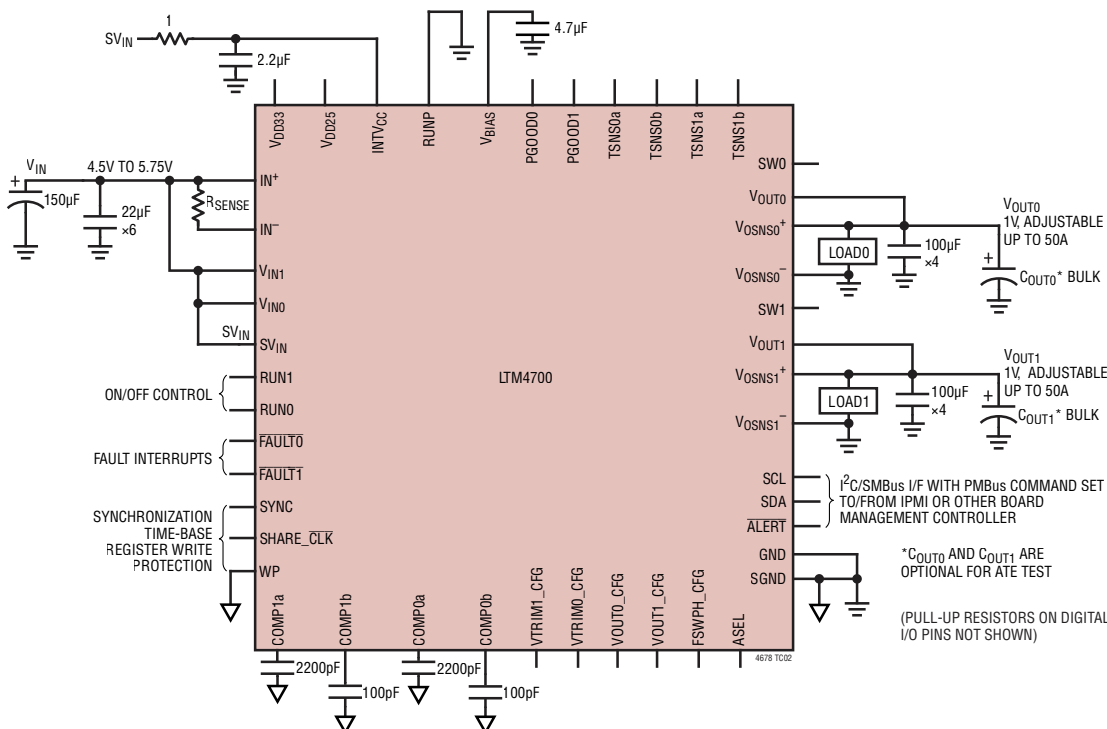 1
SVIN
2.2µF
4.7µF
VDD33
VDD25
INTVCC
RUNP
VBIAS
PGOOD0
PGOOD1
TSNS0a
TSNS0b
TSNS1a
TSNS1b
VIN
4.5V TO 5.75V
+
150µF
22µF
×6
RSENSE
IN+
IN−
VIN1
VIN0
SVIN
SVIN
ON/OFF CONTROL
RUN1
RUN0
FAULT INTERRUPTS
FAULT0
FAULT1
SYNCHRONIZATION
TIME-BASE
REGISTER WRITE
PROTECTION
SYNC
SHARE_CLK
WP
LTM4700
SW0
VOUT0
VOSNS0+
VOSNS0−
LOAD0
100µF
×4
VOUT0
1V, ADJUSTABLE
UP TO 50A
+
COUT0* BULK
SW1
VOUT1
VOSNS1+
VOSNS1−
LOAD1
100µF
×4
VOUT1
1V, ADJUSTABLE
UP TO 50A
+
COUT1* BULK
SCL
SDA
ALERT
I2C/SMBus I/F WITH PMBus COMMAND SET
TO/FROM IPMI OR OTHER BOARD
MANAGEMENT CONTROLLER
GND
SGND
*COUT0 AND COUT1 ARE
OPTIONAL FOR ATE TEST
(PULL-UP RESISTORS ON DIGITAL
I/O PINS NOT SHOWN)
COMP1a
COMP1b
COMP0a
COMP0b
VTRIM1_CFG
VTRIM0_CFG
VOUT0_CFG
VOUT1_CFG
FSWPH_CFG
ASEL
4678 TC02
2200pF
100pF
2200pF
100pF